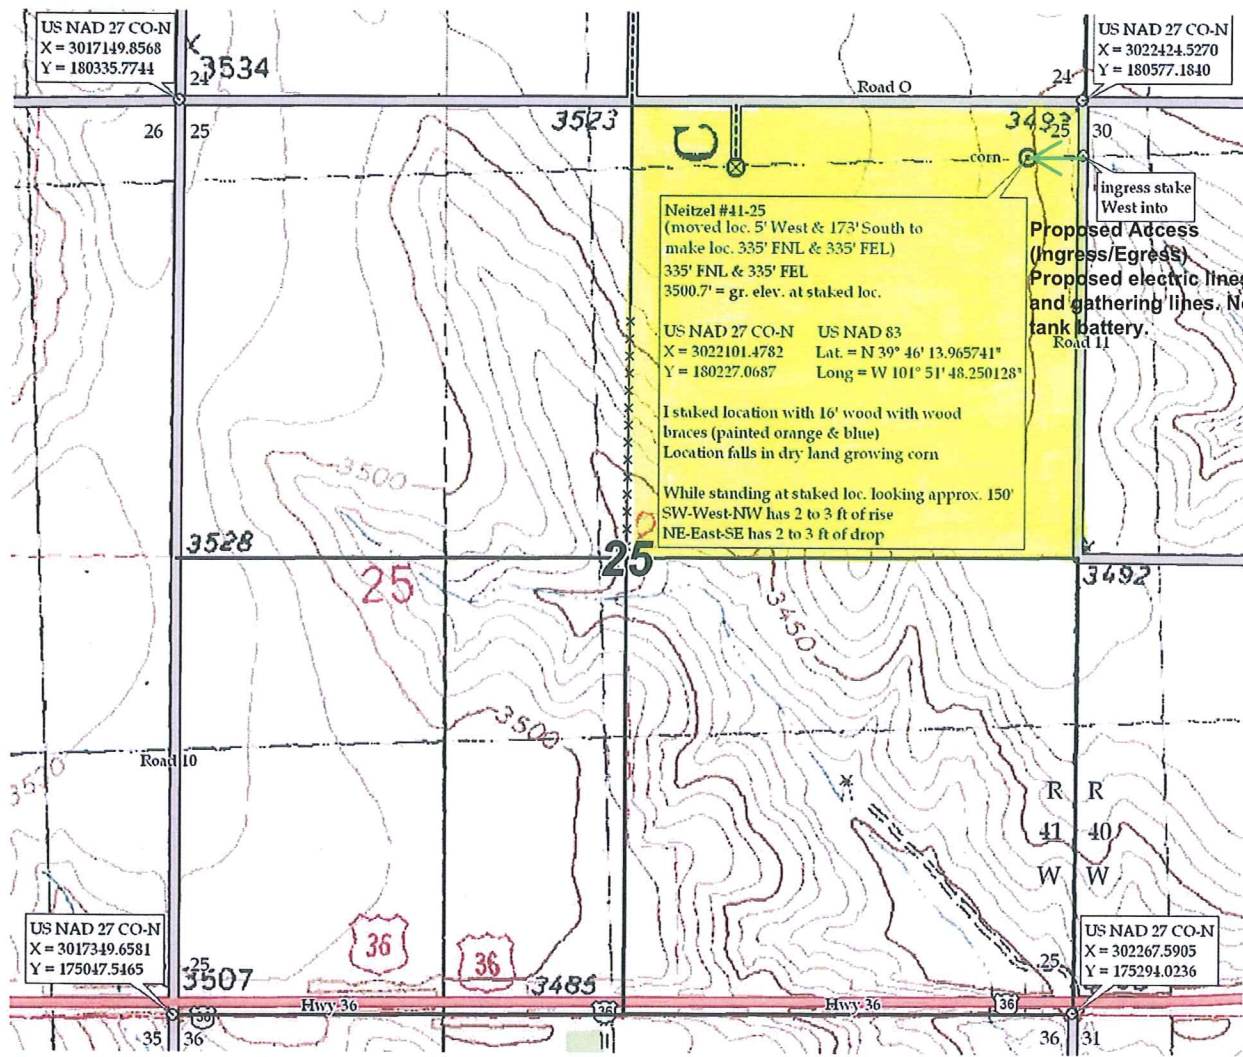 US NAD 27 CO-N
X = 3017149.8568
Y = 180335.7744
US NAD 27 CO-N
X = 3022424.5270
Y = 180577.1840
24
3534
24
Road O
26
25
3523
C
3493
25
30
corn
ingress stake
West into
Neitzel #41-25
(moved loc. 5' West & 173' South to
make loc. 335' FNL & 335' FEL)
335' FNL & 335' FEL
3500.7' = gr. elev. at staked loc.
US NAD 27 CO-N US NAD 83
X = 3022101.4782 Lat. = N 39° 46' 13.965741"
Y = 180227.0687 Long = W 101° 51' 48.250128"
I staked location with 16' wood with wood
braces (painted orange & blue)
Location falls in dry land growing corn
While standing at staked loc. looking approx. 150'
SW-West-NW has 2 to 3 ft of rise
NE-East-SE has 2 to 3 ft of drop
Proposed Adcess
(Ingress/Egress)
Proposed electric lines
and gathering lines. No
tank battery.
Road 11
3500
3528
25
25
3492
3450
3500
Road 10
R R
41 40
W W
US NAD 27 CO-N
X = 3017349.6581
Y = 175047.5465
US NAD 27 CO-N
X = 302267.5905
Y = 175294.0236
36
36
25
3507
3485
25
Hwy 36
Hwy 36
36
36
36
35
36
36
31